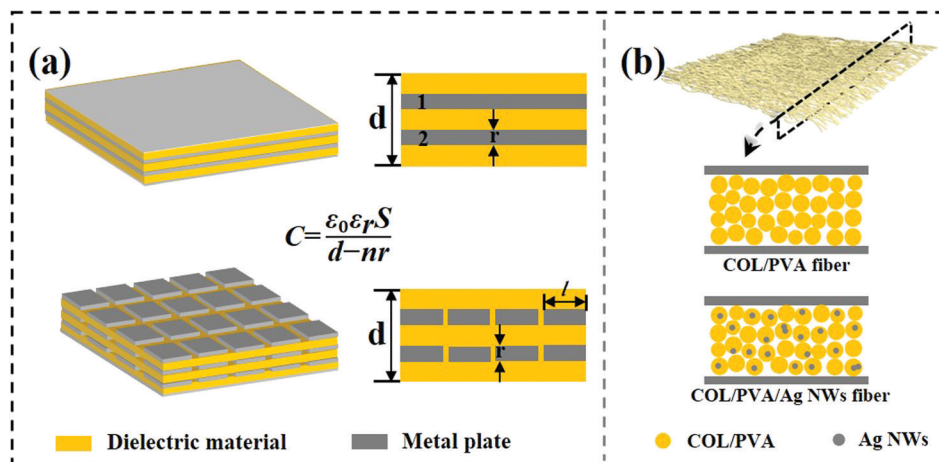 (a)
d
1
2
r
C = ε₀εᵣS / d−nr
d
l
r
Dielectric material
Metal plate
(b)
COL/PVA fiber
COL/PVA/Ag NWs fiber
COL/PVA
Ag NWs